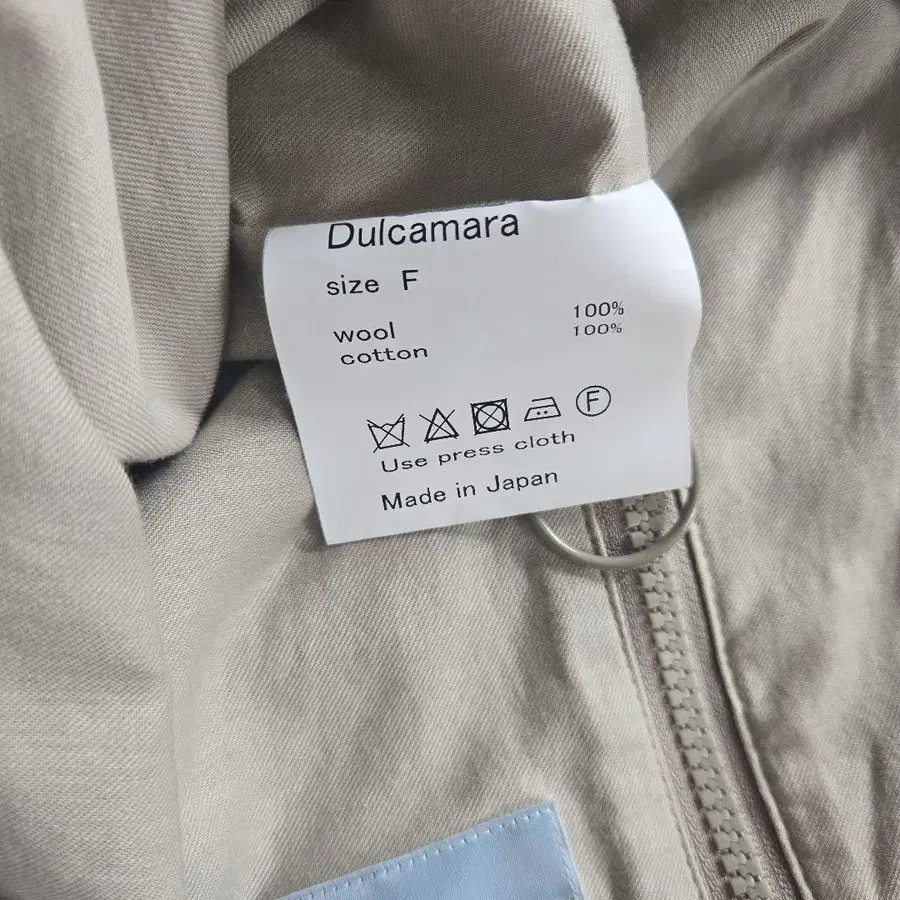 Dulcamara
size F
wool 100%
cotton 100%
F
Use press cloth
Made in Japan